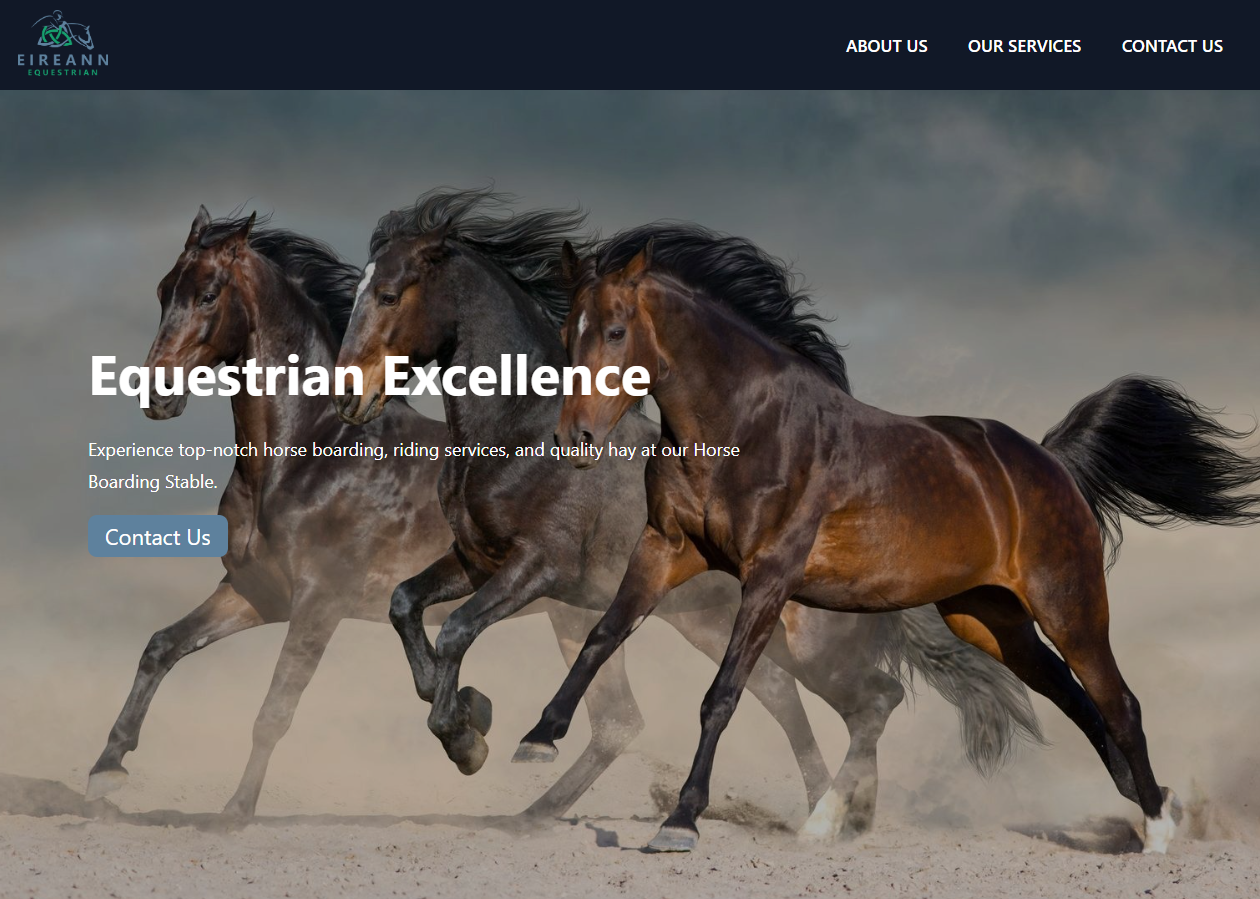 EIREANN
EQUESTRIAN
ABOUT US
OUR SERVICES
CONTACT US
Equestrian Excellence
Experience top-notch horse boarding, riding services, and quality hay at our Horse
Boarding Stable.
Contact Us